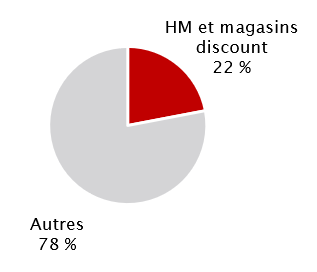 HM et magasins
discount
22 %
Autres
78 %